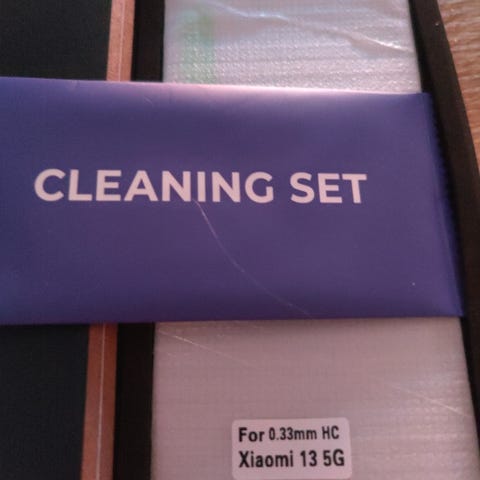 CLEANING SET
For 0.33mm HC
Xiaomi 13 5G